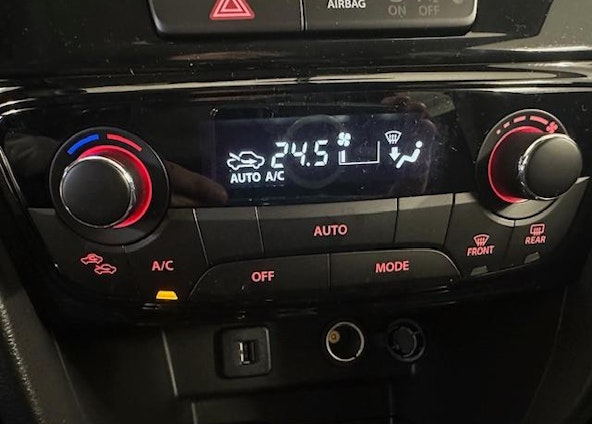 AIRBAG
ON OFF
24.5
AUTO A/C
AUTO
A/C
OFF
MODE
FRONT
REAR